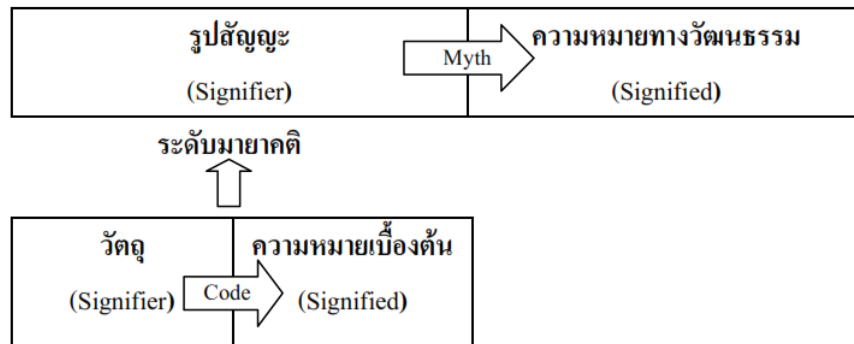 รูปสัญญะ
(Signifier)
Myth
ความหมายทางวัฒนธรรม
(Signified)
ระดับมายาคติ
วัตถุ
(Signifier)
Code
ความหมายเบื้องต้น
(Signified)